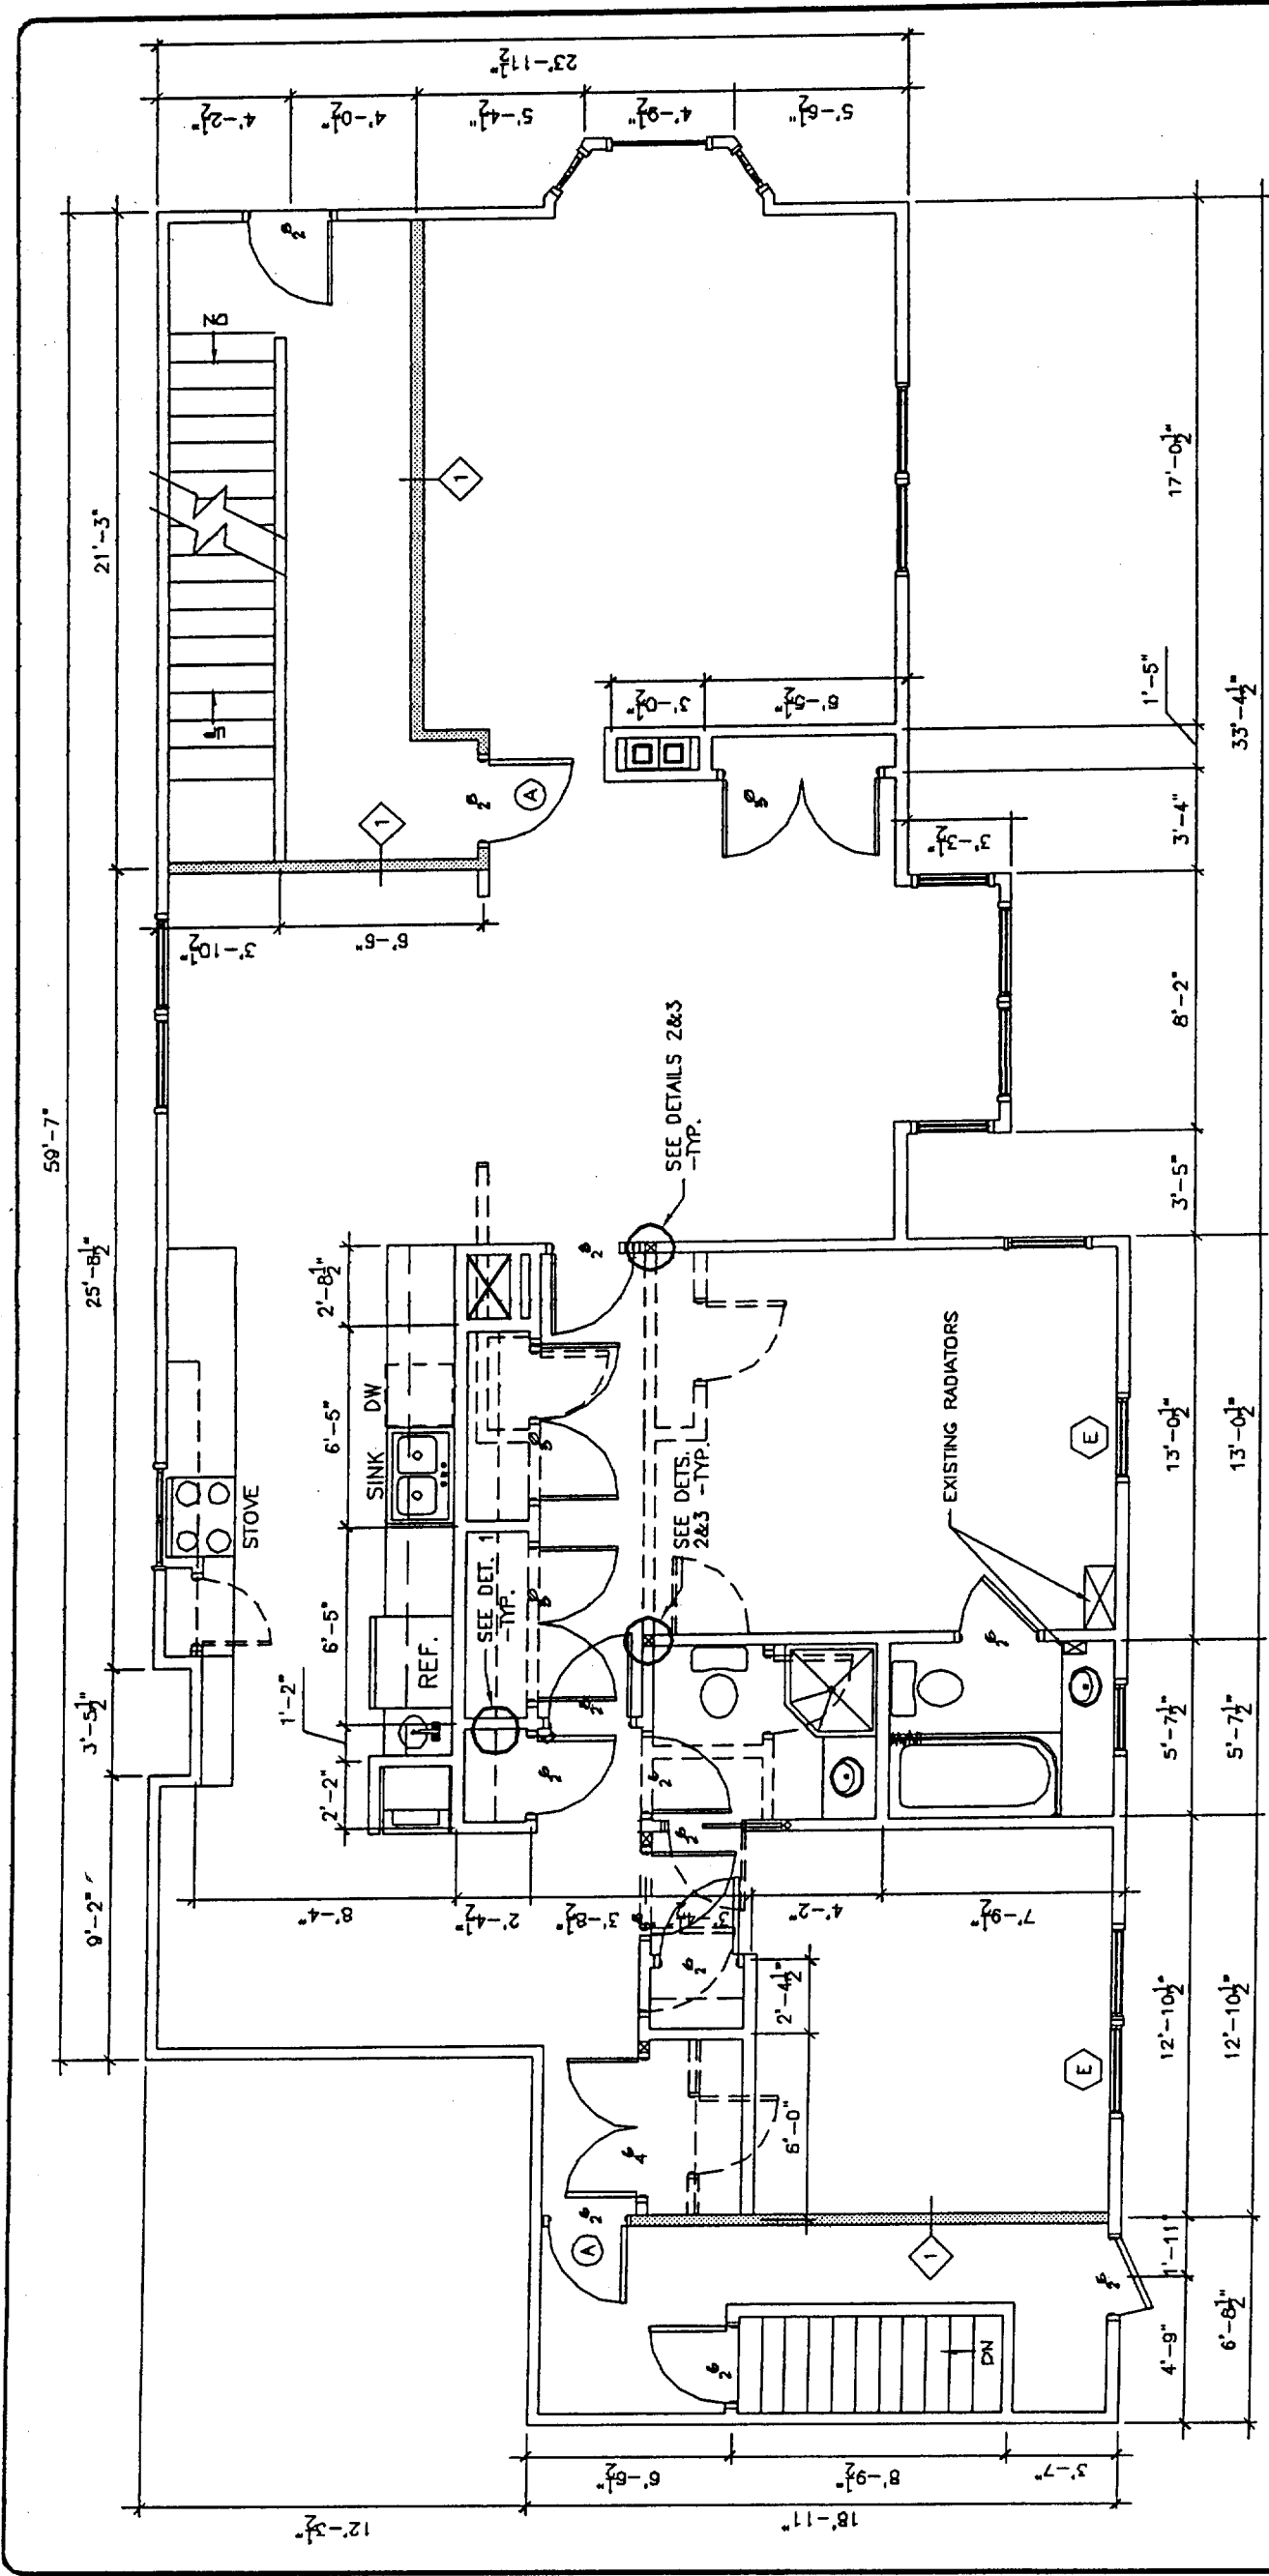 59'-7"
21'-3"
25'-8½"
3'-5½"
9'-2"
23'-11½"
4'-2½"
4'-0½"
5'-4½"
4'-9½"
5'-6½"
DN
UP
1
1
A
3'-10½"
6'-6"
3'-0½"
3'-3½"
17'-0½"
1'-5"
3'-4"
8'-2"
3'-5"
33'-4½"
SEE DETAILS 2&3
-TYP.
2'-8½"
6'-5"
6'-5"
1'-2"
2'-2"
DW
SINK
STOVE
REF.
SEE DET. 1
-TYP.
SEE DETS.
2&3 -TYP.
EXISTING RADIATORS
E
13'-0½"
13'-0½"
5'-7½"
5'-7½"
8'-4"
2'-4½"
3'-8½"
4'-2"
7'-9½"
2'-4½"
6'-0"
12'-10½"
12'-10½"
E
A
1
DN
1'-11"
4'-9"
6'-8½"
6'-6½"
8'-9½"
3'-7"
12'-3½"
18'-11"